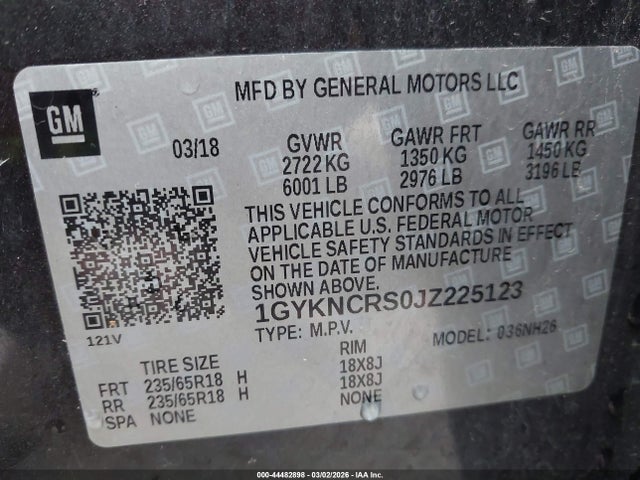 GM
MFD BY GENERAL MOTORS LLC
03/18
GVWR GAWR FRT GAWR RR
2722 KG 1350 KG 1450 KG
6001 LB 2976 LB 3196 LB
THIS VEHICLE CONFORMS TO ALL
APPLICABLE U.S. FEDERAL MOTOR
VEHICLE SAFETY STANDARDS IN EFFECT
ON THE DATE OF MANUFACTURE
SHOWN ABOVE.
1GYKNCRS0JZ225123
121V
TYPE: M.P.V. MODEL: 036NH26
TIRE SIZE RIM
FRT 235/65R18 H 18X8J
RR 235/65R18 H 18X8J
SPA NONE NONE
000-44482898 - 03/02/2026 - IAA Inc.